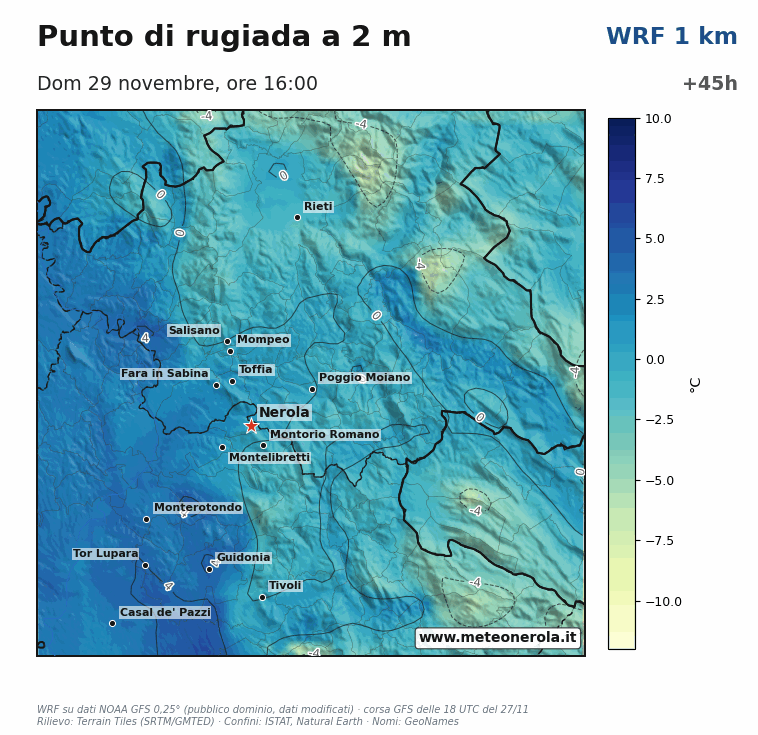 Punto di rugiada a 2 m
WRF 1 km
Dom 29 novembre, ore 16:00
+45h
-4
-4
0
0
Rieti
0
-4
0
4
Salisano
Mompeo
Toffia
Fara in Sabina
Poggio Moiano
-4
Nerola
0
Montorio Romano
Montelibretti
0
Monterotondo
-4
Tor Lupara
Guidonia
4
-4
Tivoli
Casal de' Pazzi
www.meteonerola.it
-4
10.0
7.5
5.0
2.5
0.0
−2.5
−5.0
−7.5
−10.0
°C
WRF su dati NOAA GFS 0,25° (pubblico dominio, dati modificati) · corsa GFS delle 18 UTC del 27/11
Rilievo: Terrain Tiles (SRTM/GMTED) · Confini: ISTAT, Natural Earth · Nomi: GeoNames